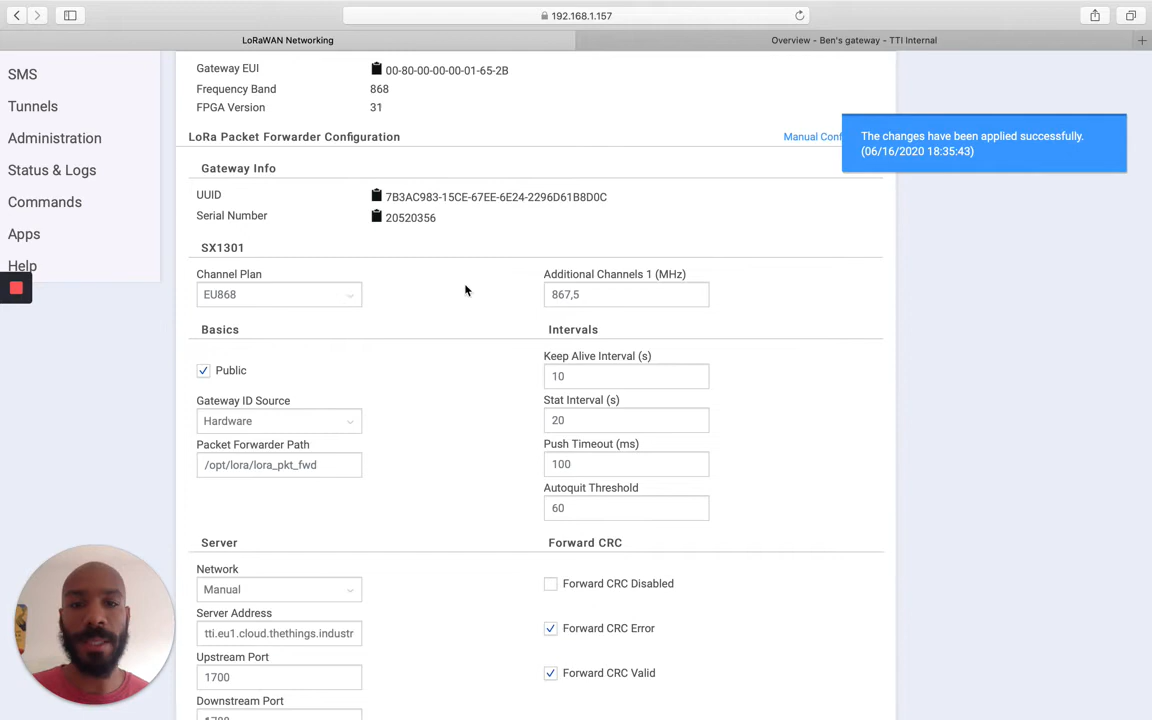 192.168.1.157
LoRaWAN Networking
Overview - Ben's gateway - TTI Internal
SMS
Tunnels
Administration
Status & Logs
Commands
Apps
Help
Gateway EUI
00-80-00-00-00-01-65-2B
Frequency Band
868
FPGA Version
31
LoRa Packet Forwarder Configuration
Manual Conf
The changes have been applied successfully.
(06/16/2020 18:35:43)
Gateway Info
UUID
7B3AC983-15CE-67EE-6E24-2296D61B8D0C
Serial Number
20520356
SX1301
Channel Plan
EU868
Additional Channels 1 (MHz)
867,5
Basics
Public
Gateway ID Source
Hardware
Packet Forwarder Path
/opt/lora/lora_pkt_fwd
Intervals
Keep Alive Interval (s)
10
Stat Interval (s)
20
Push Timeout (ms)
100
Autoquit Threshold
60
Server
Network
Manual
Server Address
tti.eu1.cloud.thethings.industr
Upstream Port
1700
Downstream Port
Forward CRC
Forward CRC Disabled
Forward CRC Error
Forward CRC Valid